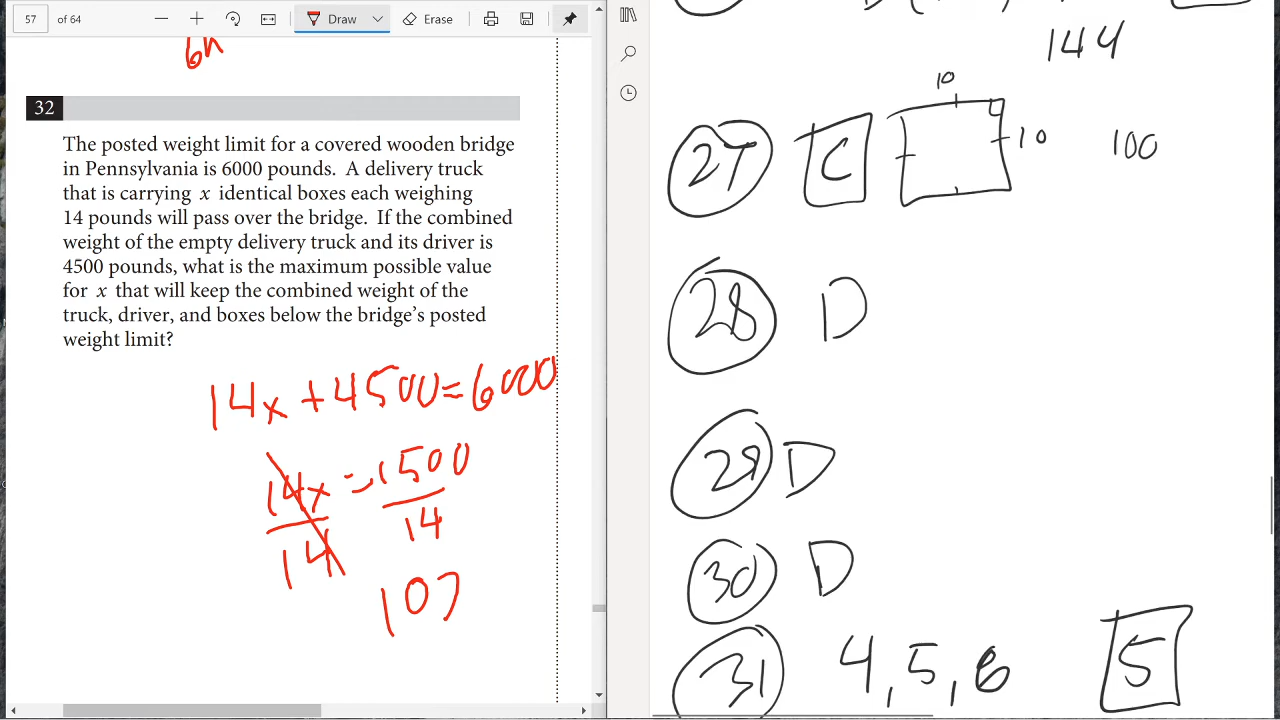 57 of 64
Draw
Erase
6h
32
The posted weight limit for a covered wooden bridge
in Pennsylvania is 6000 pounds. A delivery truck
that is carrying x identical boxes each weighing
14 pounds will pass over the bridge. If the combined
weight of the empty delivery truck and its driver is
4500 pounds, what is the maximum possible value
for x that will keep the combined weight of the
truck, driver, and boxes below the bridge's posted
weight limit?
14x + 4500 = 6000
14x = 1500
14 14
107
144
10
27 C 10 100
28 D
29 D
30 D
31 4, 5, 6 5